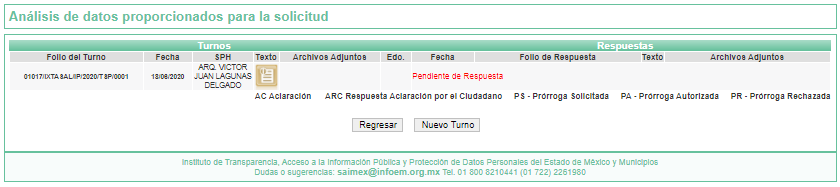 Análisis de datos proporcionados para la solicitud
Turnos Respuestas
Folio del Turno Fecha SPH Texto Archivos Adjuntos Edo. Fecha Folio de Respuesta Texto Archivos Adjuntos
01017/IXTASAL/IP/2020/TSP/0001 18/06/2020 ARQ. VICTOR JUAN LAGUNAS DELGADO Pendiente de Respuesta
AC Aclaración ARC Respuesta Aclaración por el Ciudadano PS - Prórroga Solicitada PA - Prórroga Autorizada PR - Prórroga Rechazada
Regresar Nuevo Turno
Instituto de Transparencia, Acceso a la Información Pública y Protección de Datos Personales del Estado de México y Municipios
Dudas o sugerencias: saimex@infoem.org.mx Tel. 01 800 8210441 (01 722) 2261980